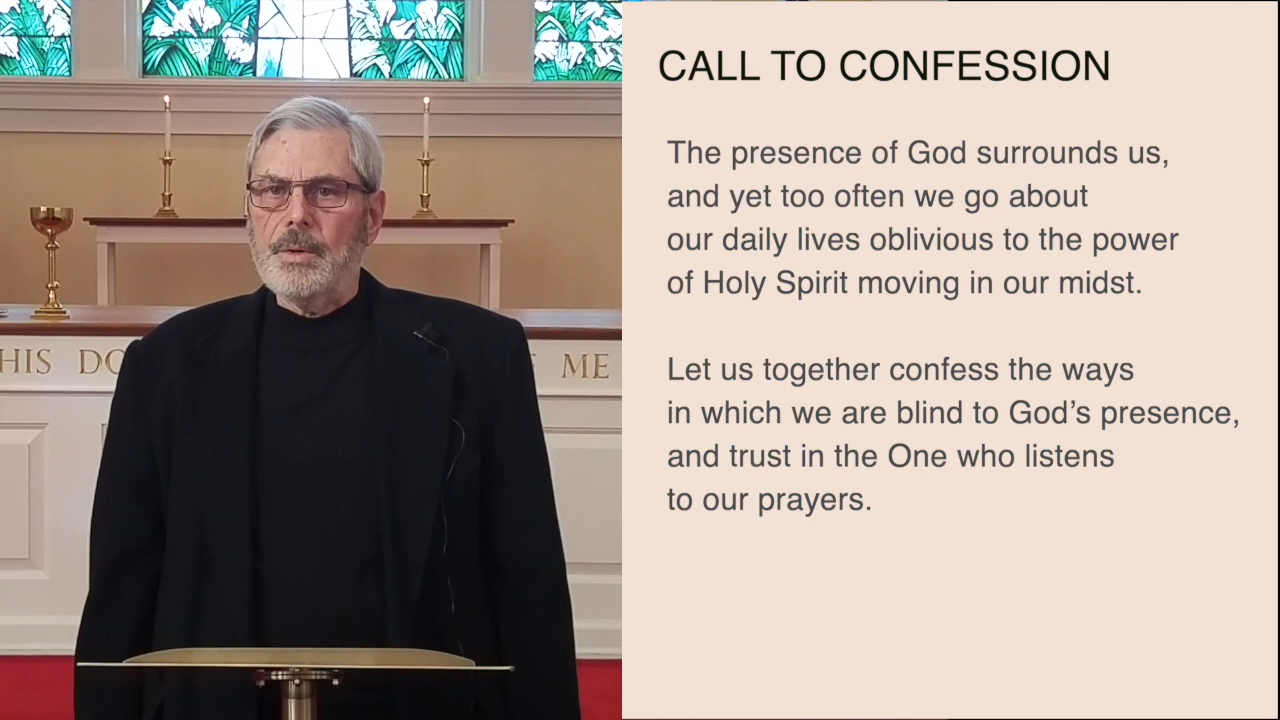 HIS DO
ME
CALL TO CONFESSION
The presence of God surrounds us,
and yet too often we go about
our daily lives oblivious to the power
of Holy Spirit moving in our midst.
Let us together confess the ways
in which we are blind to God’s presence,
and trust in the One who listens
to our prayers.